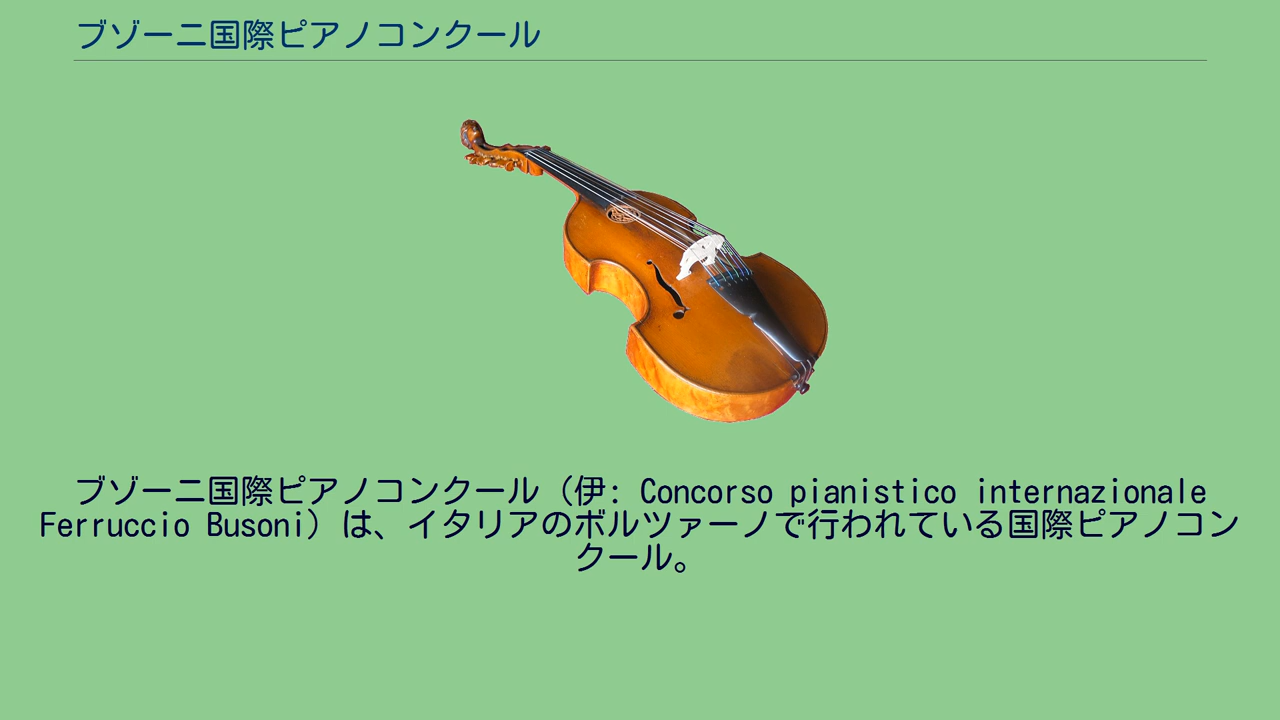 ブゾーニ国際ピアノコンクール
ブゾーニ国際ピアノコンクール（伊: Concorso pianistico internazionale
Ferruccio Busoni）は、イタリアのボルツァーノで行われている国際ピアノコン
クール。